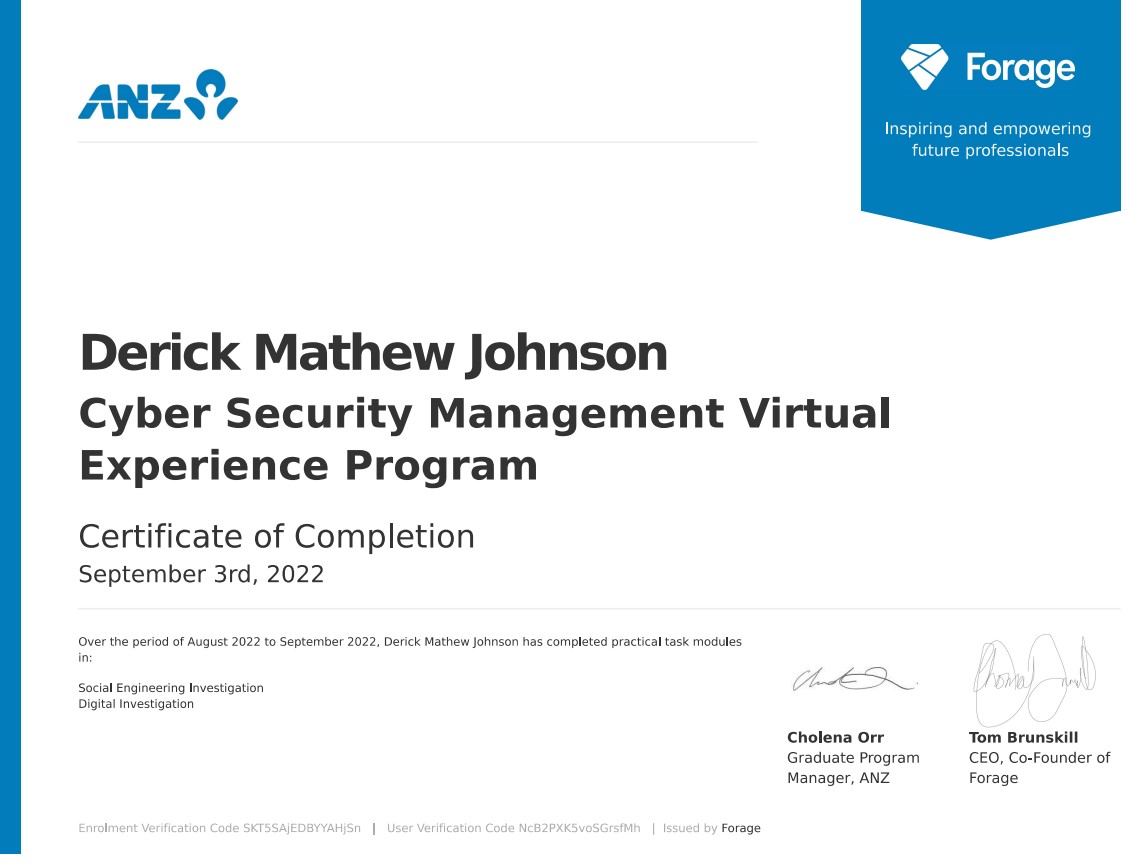 ANZ
Forage
Inspiring and empowering
future professionals
Derick Mathew Johnson
Cyber Security Management Virtual
Experience Program
Certificate of Completion
September 3rd, 2022
Over the period of August 2022 to September 2022, Derick Mathew Johnson has completed practical task modules
in:
Social Engineering Investigation
Digital Investigation
Cholena Orr
Graduate Program
Manager, ANZ
Tom Brunskill
CEO, Co-Founder of
Forage
Enrolment Verification Code SKT5SAjEDBYYAHjSn | User Verification Code NcB2PXK5voSGrsfMh | Issued by Forage